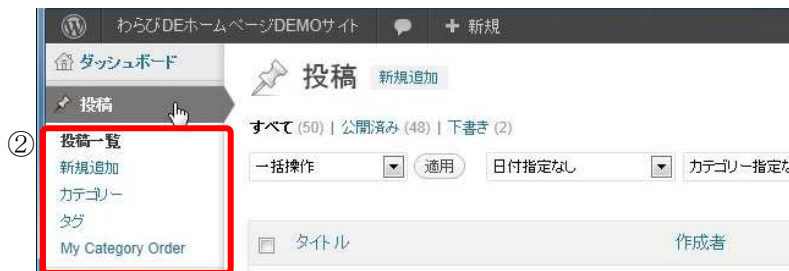 わらびDEホームページDEMOサイト 新規
ダッシュボード
投稿
投稿 新規追加
すべて (50) | 公開済み (48) | 下書き (2)
②
投稿一覧
新規追加
カテゴリー
タグ
My Category Order
一括操作 適用 日付指定なし カテゴリー指定な
タイトル 作成者